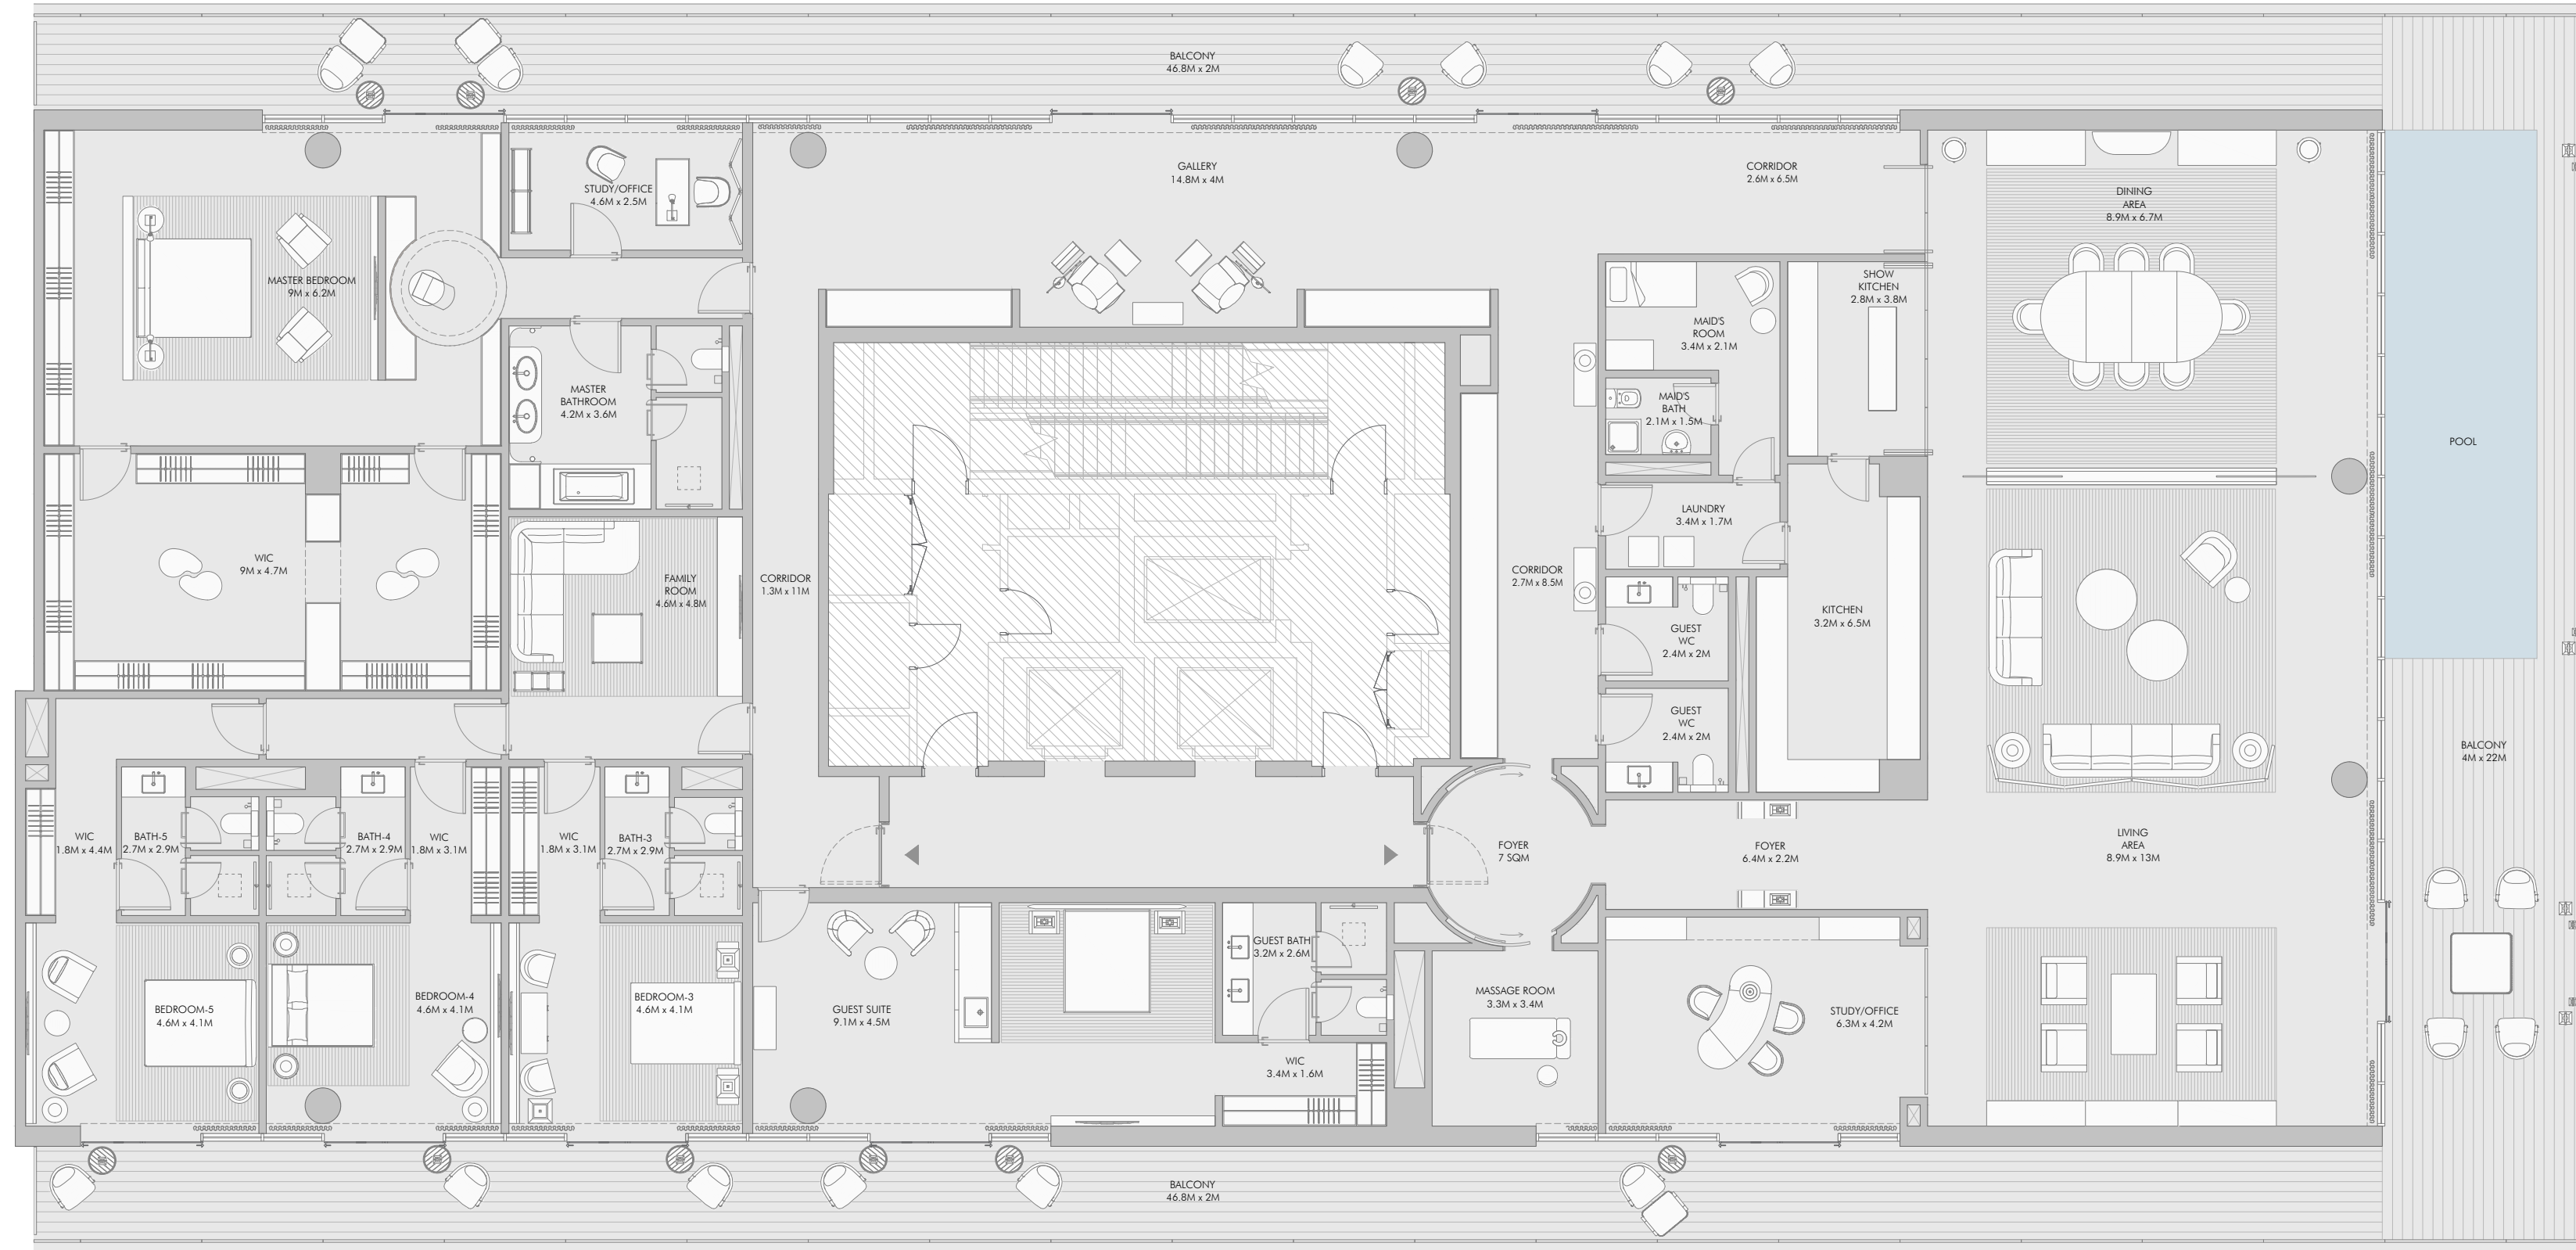 BALCONY
46.8M x 2M
STUDY/OFFICE
4.6M x 2.5M
GALLERY
14.8M x 4M
CORRIDOR
2.6M x 6.5M
DINING
AREA
8.9M x 6.7M
MASTER BEDROOM
9M x 6.2M
SHOW
KITCHEN
2.8M x 3.8M
MAID'S
ROOM
3.4M x 2.1M
MASTER
BATHROOM
4.2M x 3.6M
MAID'S
BATH
2.1M x 1.5M
POOL
LAUNDRY
3.4M x 1.7M
WIC
9M x 4.7M
FAMILY
ROOM
4.6M x 4.8M
CORRIDOR
1.3M x 11M
CORRIDOR
2.7M x 8.5M
KITCHEN
3.2M x 6.5M
GUEST
WC
2.4M x 2M
GUEST
WC
2.4M x 2M
BALCONY
4M x 22M
WIC
1.8M x 4.4M
BATH-5
2.7M x 2.9M
BATH-4
2.7M x 2.9M
WIC
1.8M x 3.1M
WIC
1.8M x 3.1M
BATH-3
2.7M x 2.9M
FOYER
7 SQM
FOYER
6.4M x 2.2M
LIVING
AREA
8.9M x 13M
GUEST BATH
3.2M x 2.6M
BEDROOM-5
4.6M x 4.1M
BEDROOM-4
4.6M x 4.1M
BEDROOM-3
4.6M x 4.1M
GUEST SUITE
9.1M x 4.5M
MASSAGE ROOM
3.3M x 3.4M
STUDY/OFFICE
6.3M x 4.2M
WIC
3.4M x 1.6M
BALCONY
46.8M x 2M